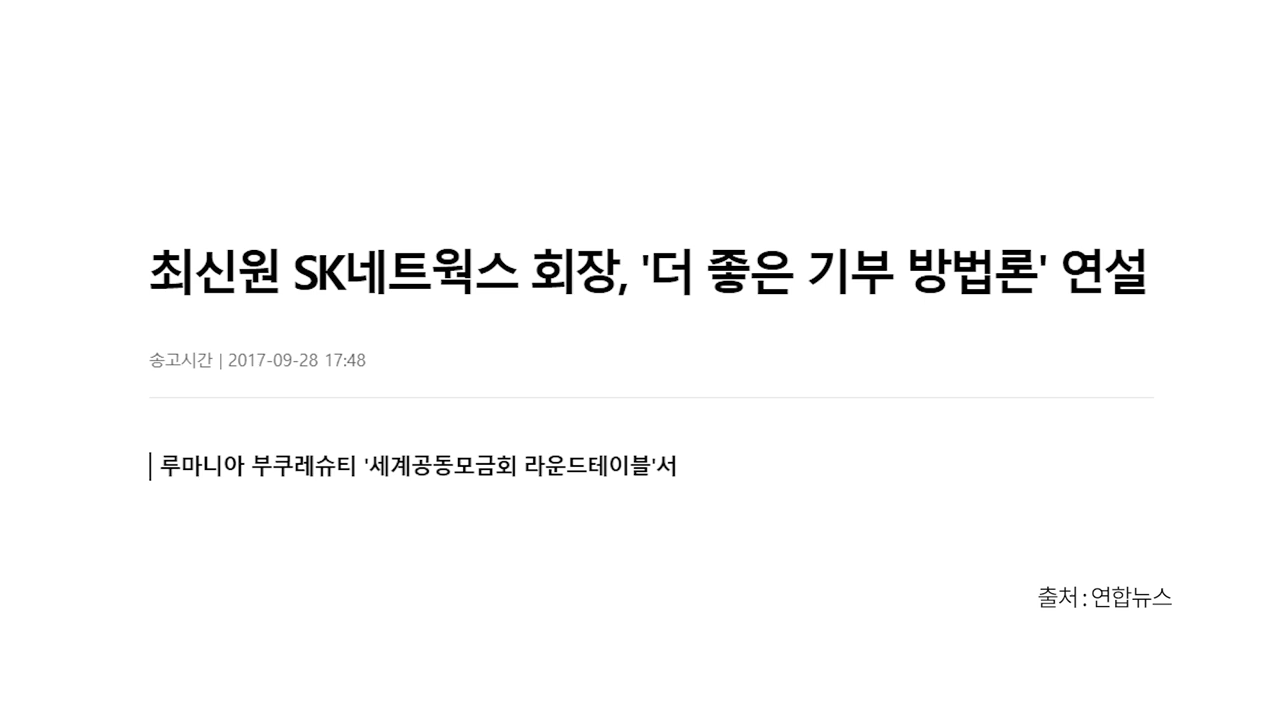 최신원 SK네트웍스 회장, '더 좋은 기부 방법론' 연설
송고시간 | 2017-09-28 17:48
루마니아 부쿠레슈티 '세계공동모금회 라운드테이블'서
출처 : 연합뉴스